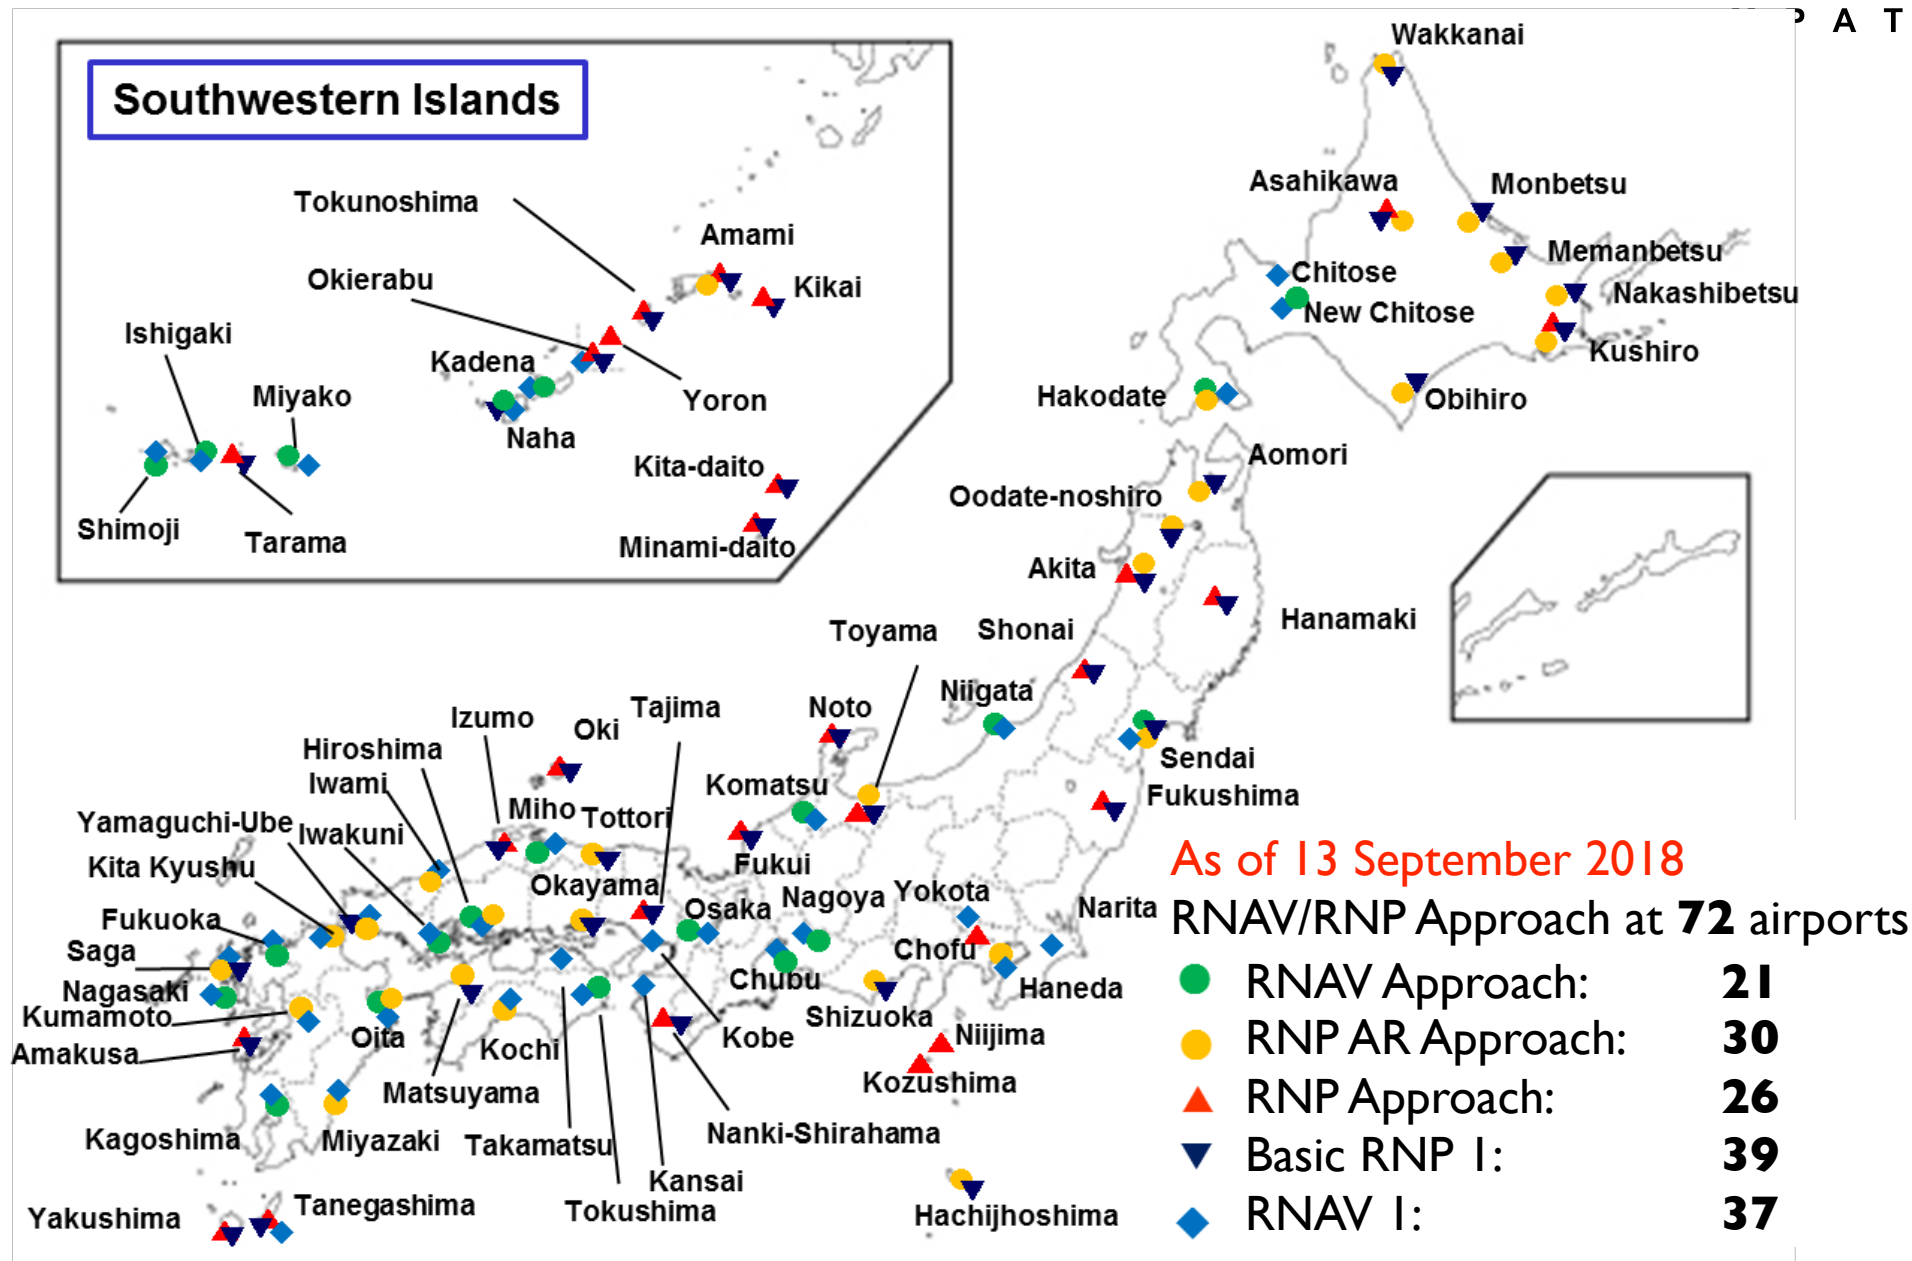 P A T
Southwestern Islands
Wakkanai
Asahikawa
Monbetsu
Tokunoshima
Amami
Memanbetsu
Okierabu
Kikai
Chitose
Nakashibetsu
New Chitose
Ishigaki
Kadena
Kushiro
Miyako
Yoron
Hakodate
Obihiro
Naha
Aomori
Kita-daito
Oodate-noshiro
Shimoji
Tarama
Minami-daito
Akita
Hanamaki
Toyama
Shonai
Niigata
Izumo
Oki
Tajima
Noto
Hiroshima
Sendai
Iwami
Komatsu
Fukushima
Miho
Tottori
Yamaguchi-Ube
Iwakuni
Fukui
Kita Kyushu
Okayama
Nagoya
Yokota
Osaka
Narita
Fukuoka
Saga
Chofu
Chubu
Nagasaki
Haneda
Kumamoto
Shizuoka
Oita
Kobe
Niijima
Amakusa
Kochi
Kozushima
Matsuyama
Nanki-Shirahama
Kagoshima
Miyazaki
Takamatsu
Kansai
Tokushima
Tanegashima
Yakushima
Hachijhoshima
As of 13 September 2018
RNAV/RNP Approach at 72 airports
RNAV Approach: 21
RNP AR Approach: 30
RNP Approach: 26
Basic RNP 1: 39
RNAV 1: 37